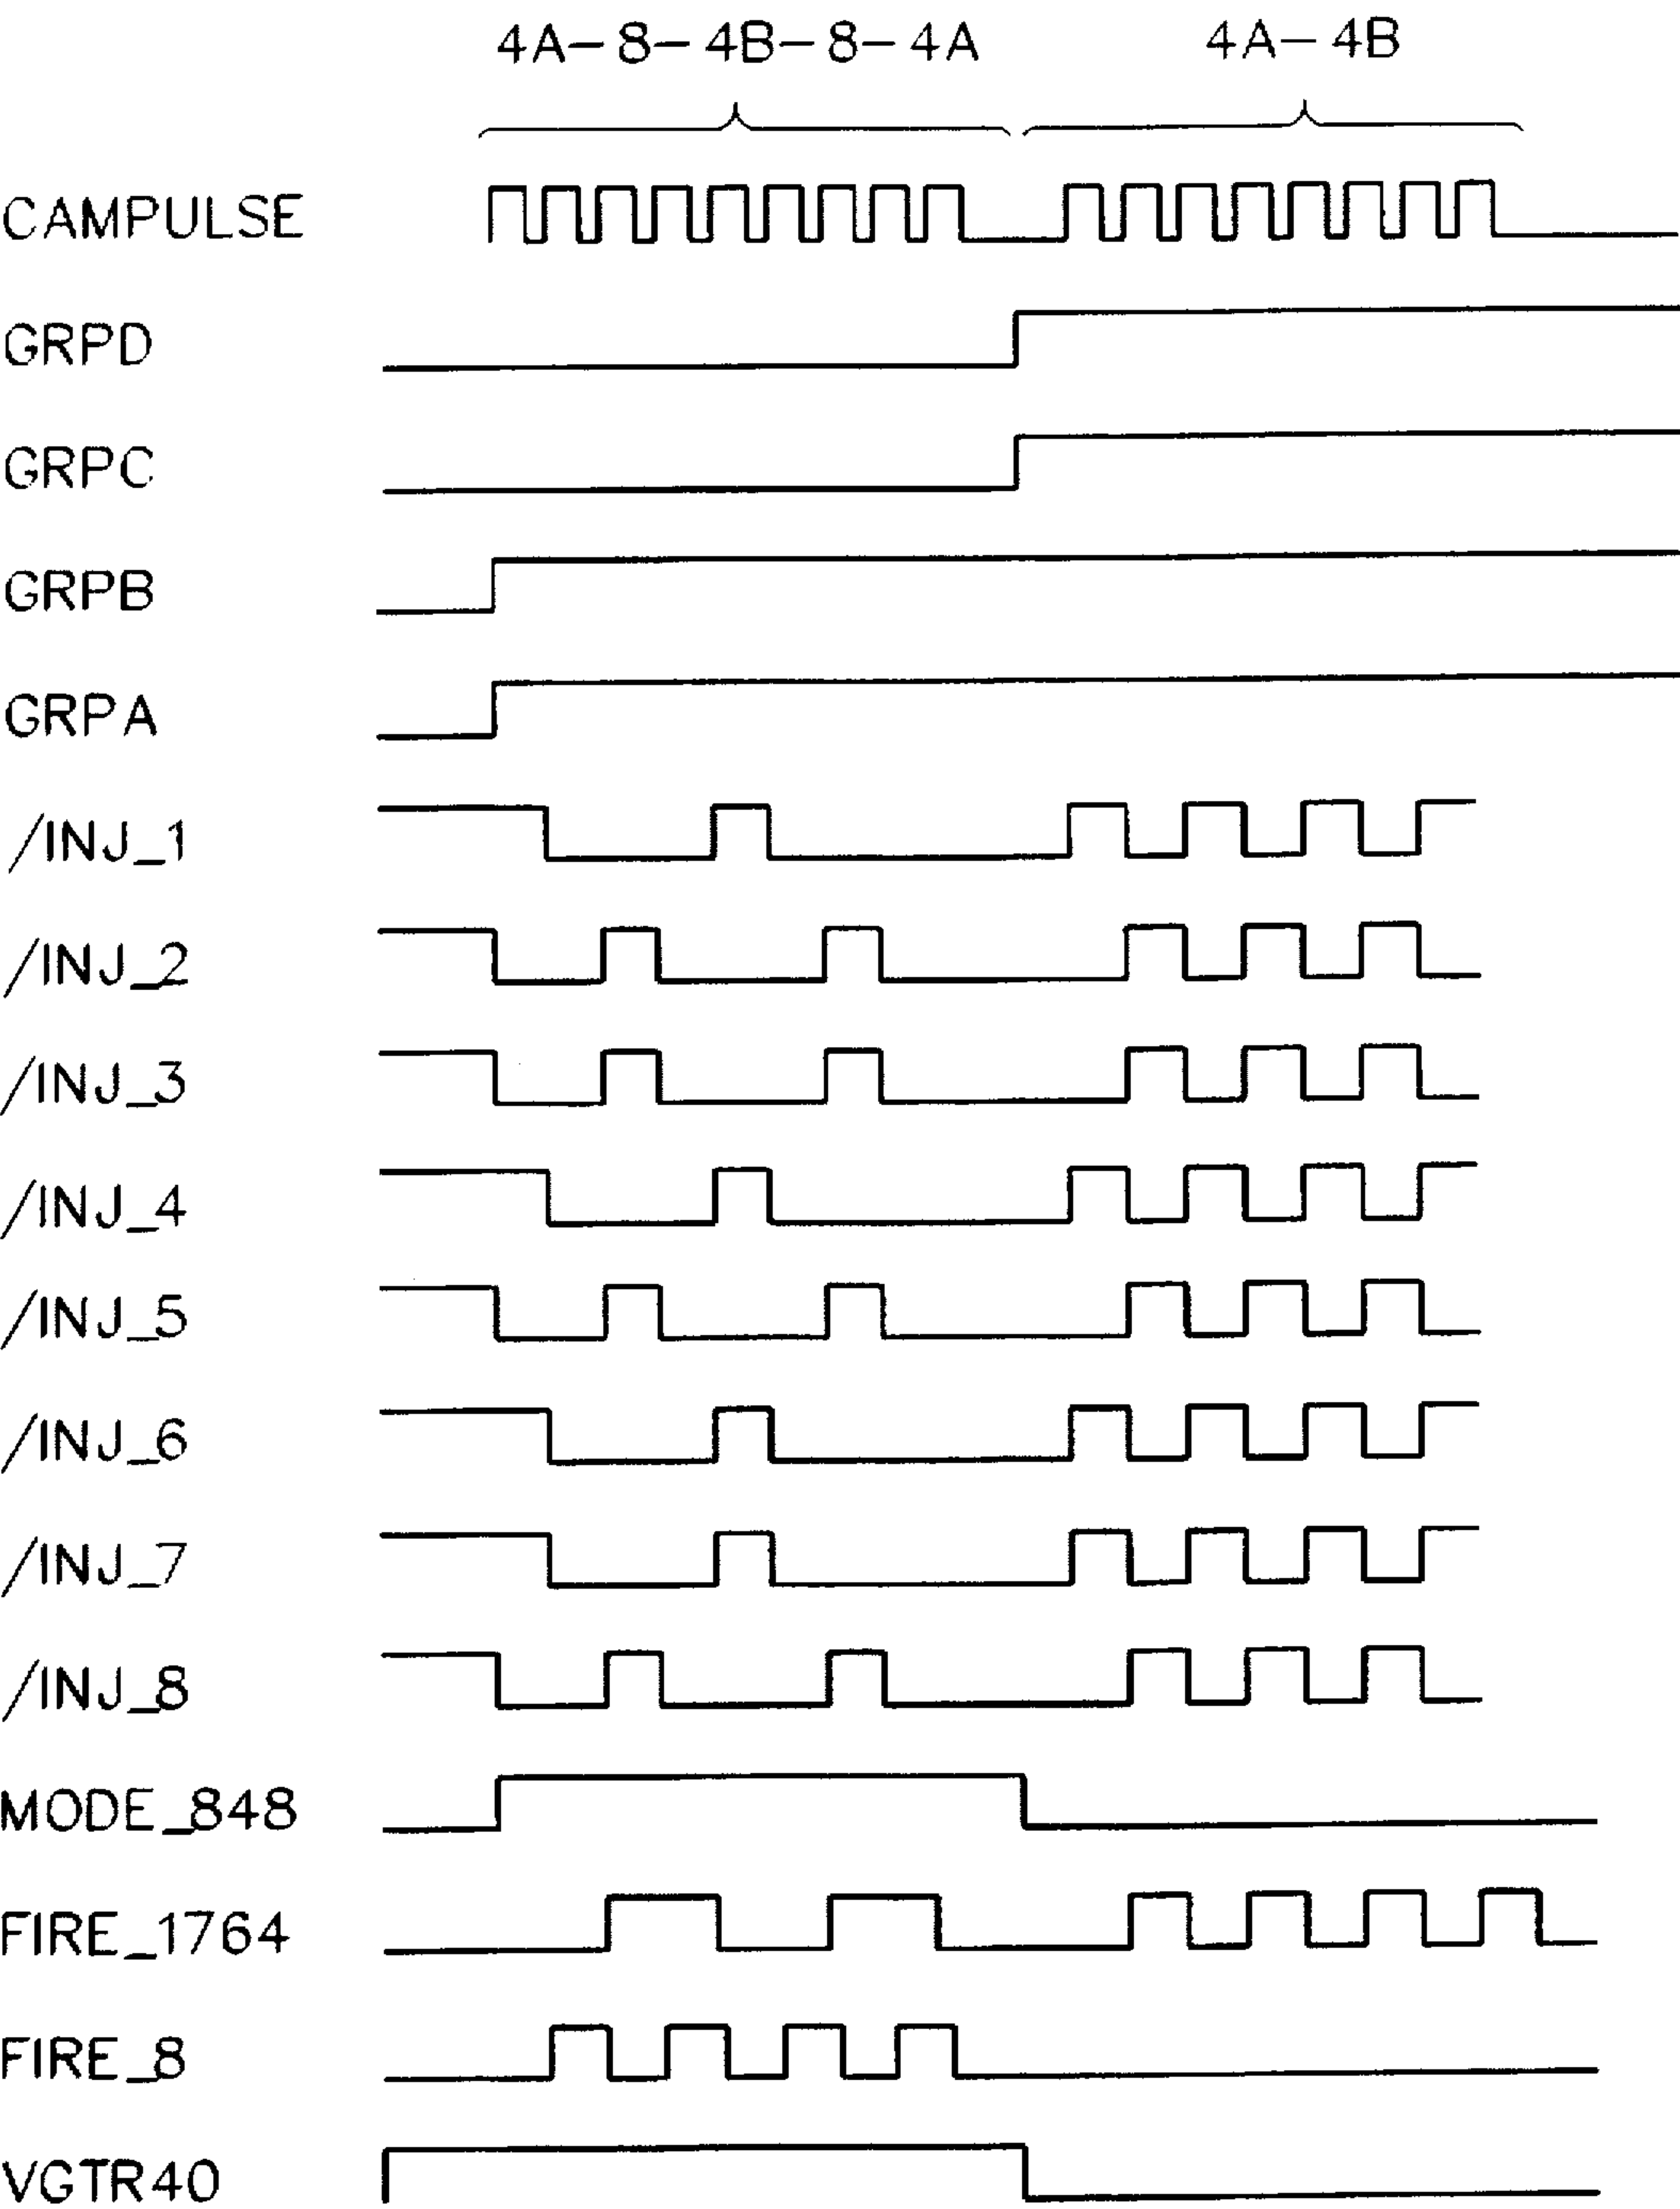 4A-8-4B-8-4A 4A-4B
CAMPULSE
GRPD
GRPC
GRPB
GRPA
/INJ_1
/INJ_2
/INJ_3
/INJ_4
/INJ_5
/INJ_6
/INJ_7
/INJ_8
MODE_848
FIRE_1764
FIRE_8
VGTR40